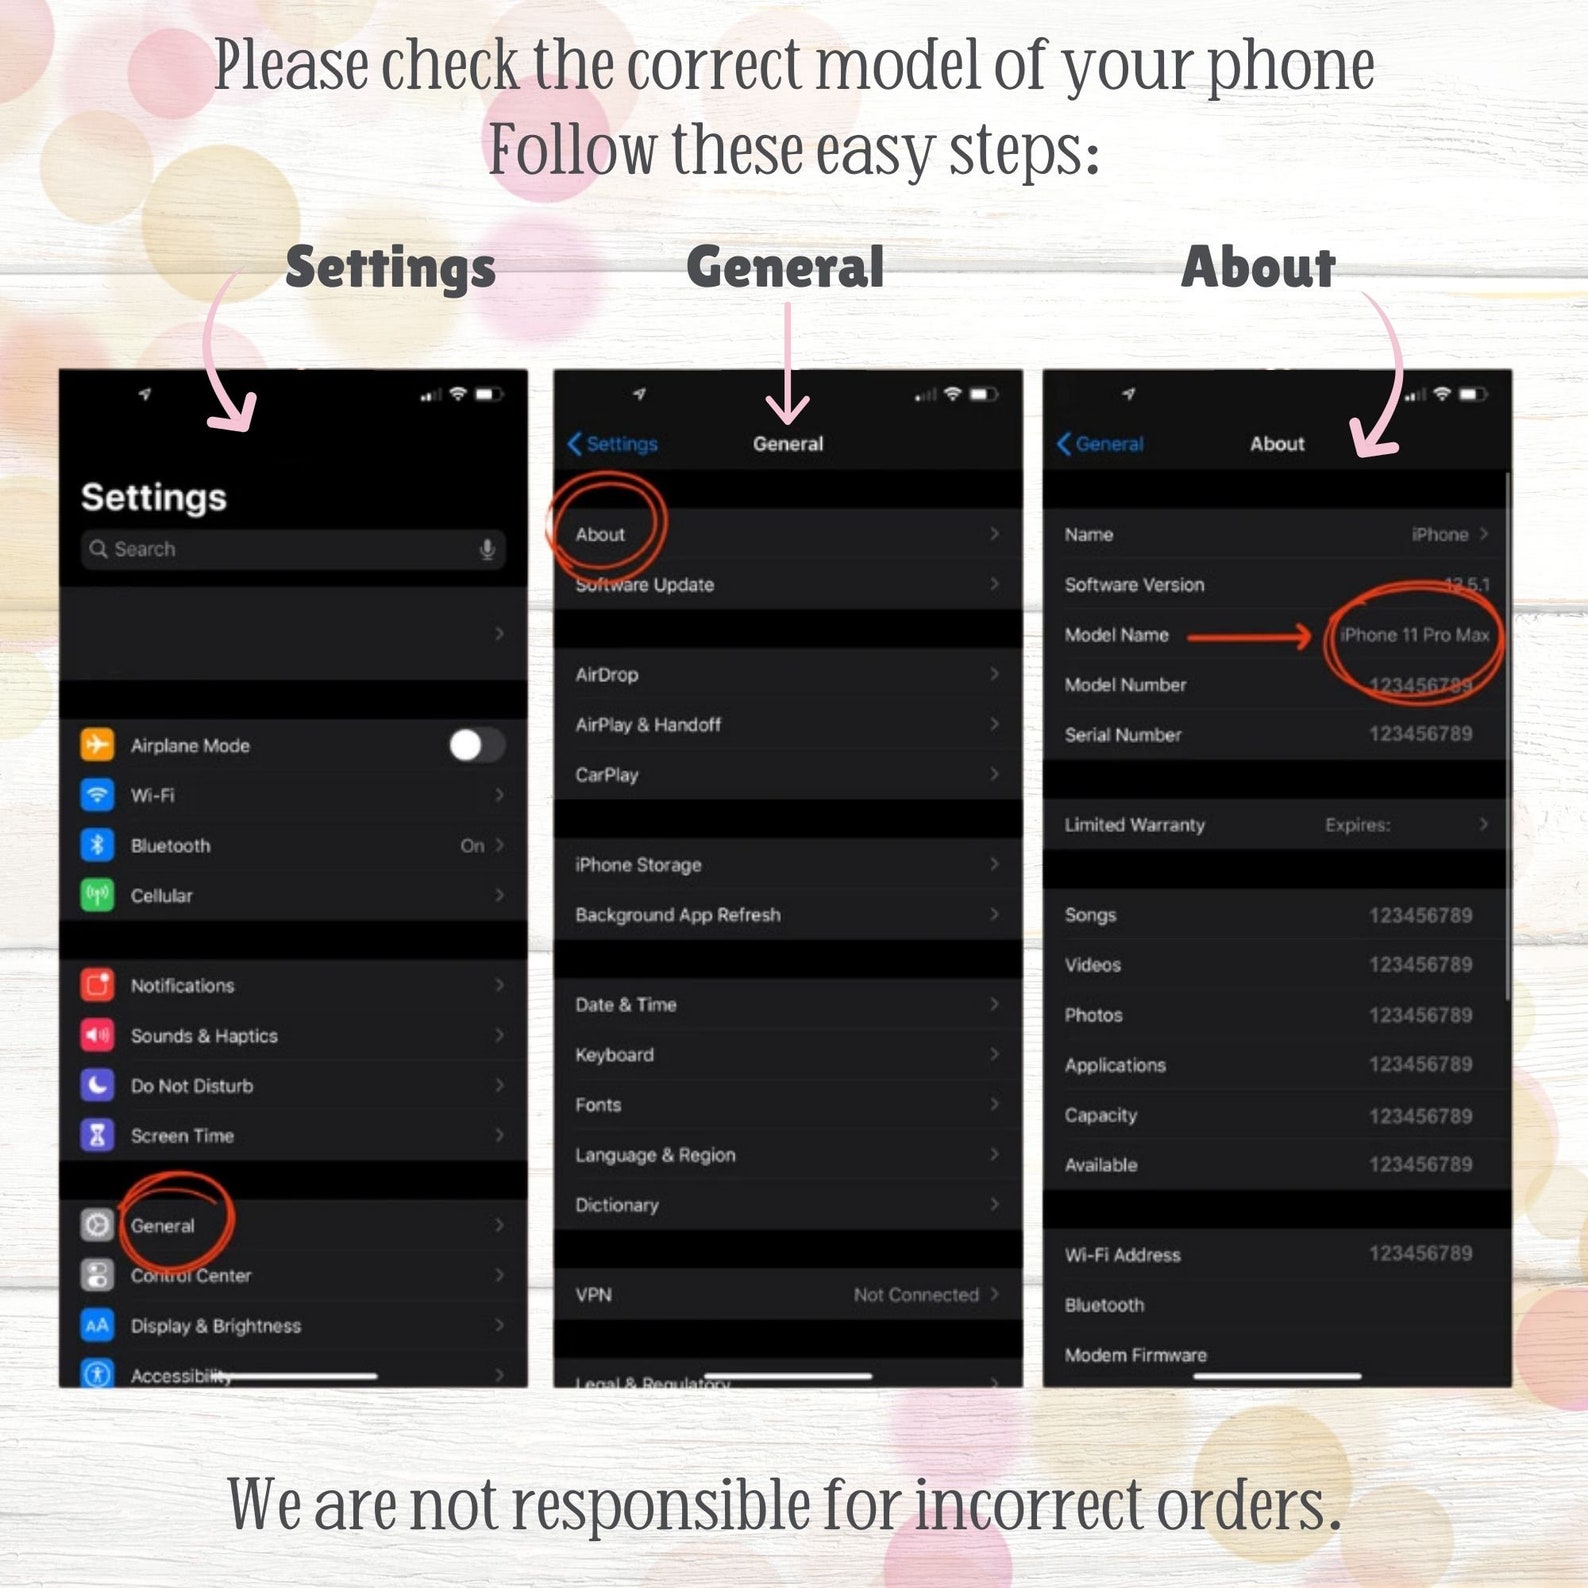 Please check the correct model of your phone
Follow these easy steps:
Settings
General
About
Settings
Search
Airplane Mode
Wi-Fi
Bluetooth On
Cellular
Notifications
Sounds & Haptics
Do Not Disturb
Screen Time
General
Control Center
AA Display & Brightness
Accessibility
Settings General
About
Software Update
AirDrop
AirPlay & Handoff
CarPlay
iPhone Storage
Background App Refresh
Date & Time
Keyboard
Fonts
Language & Region
Dictionary
VPN Not Connected
Legal & Regulatory
General About
Name iPhone
Software Version 13.5.1
Model Name iPhone 11 Pro Max
Model Number 123456789
Serial Number 123456789
Limited Warranty Expires:
Songs 123456789
Videos 123456789
Photos 123456789
Applications 123456789
Capacity 123456789
Available 123456789
Wi-Fi Address 123456789
Bluetooth
Modem Firmware
We are not responsible for incorrect orders.